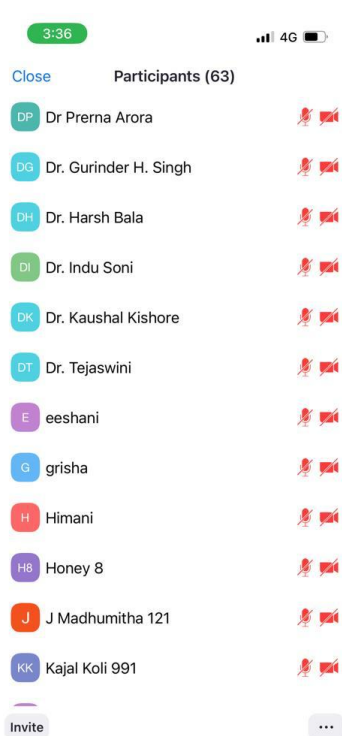 3:36 4G
Close Participants (63)
DP Dr Prerna Arora
DG Dr. Gurinder H. Singh
DH Dr. Harsh Bala
DI Dr. Indu Soni
DK Dr. Kaushal Kishore
DT Dr. Tejaswini
E eeshani
G grisha
H Himani
H8 Honey 8
J J Madhumitha 121
KK Kajal Koli 991
Invite ...